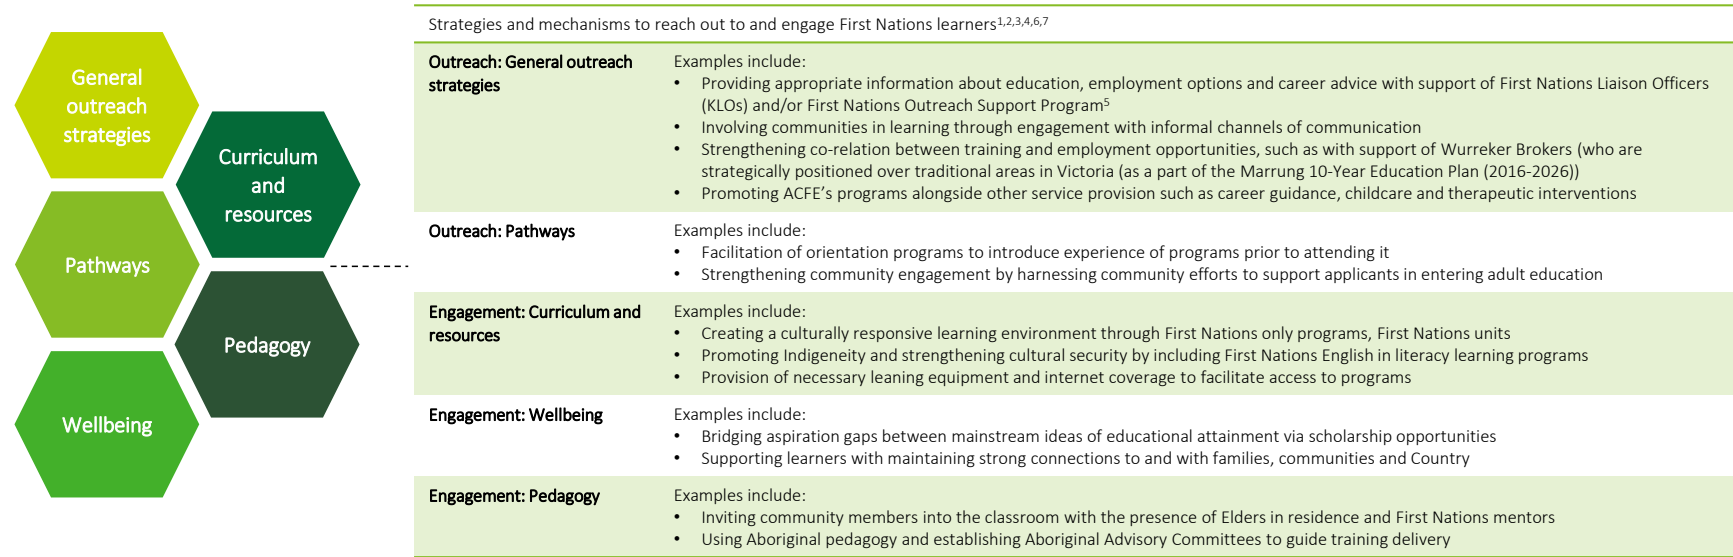 General
outreach
strategies
Curriculum
and
resources
Pathways
Pedagogy
Wellbeing
Strategies and mechanisms to reach out to and engage First Nations learners1,2,3,4,6,7
Outreach: General outreach
strategies
Examples include:
• Providing appropriate information about education, employment options and career advice with support of First Nations Liaison Officers
(KLOs) and/or First Nations Outreach Support Program5
• Involving communities in learning through engagement with informal channels of communication
• Strengthening co-relation between training and employment opportunities, such as with support of Wurreker Brokers (who are
strategically positioned over traditional areas in Victoria (as a part of the Marrung 10-Year Education Plan (2016-2026))
• Promoting ACFE's programs alongside other service provision such as career guidance, childcare and therapeutic interventions
Outreach: Pathways
Examples include:
• Facilitation of orientation programs to introduce experience of programs prior to attending it
• Strengthening community engagement by harnessing community efforts to support applicants in entering adult education
Engagement: Curriculum and
resources
Examples include:
• Creating a culturally responsive learning environment through First Nations only programs, First Nations units
• Promoting Indigeneity and strengthening cultural security by including First Nations English in literacy learning programs
• Provision of necessary leaning equipment and internet coverage to facilitate access to programs
Engagement: Wellbeing
Examples include:
• Bridging aspiration gaps between mainstream ideas of educational attainment via scholarship opportunities
• Supporting learners with maintaining strong connections to and with families, communities and Country
Engagement: Pedagogy
Examples include:
• Inviting community members into the classroom with the presence of Elders in residence and First Nations mentors
• Using Aboriginal pedagogy and establishing Aboriginal Advisory Committees to guide training delivery